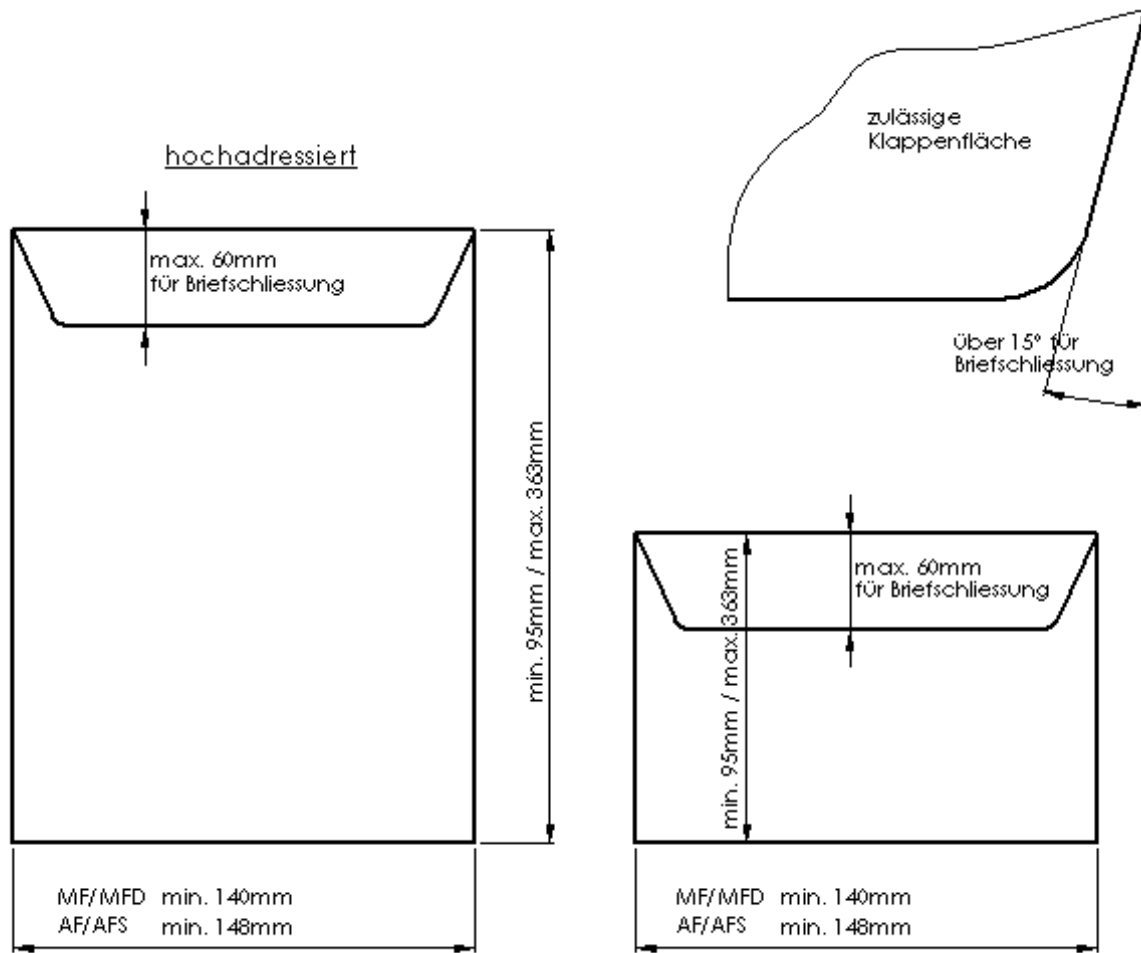 hochadressiert
max. 60mm
für Briefschliessung
min. 95mm / max. 363mm
MF/MFD min. 140mm
AF/AFS min. 148mm
zulässige
Klappenfläche
über 15° für
Briefschliessung
max. 60mm
für Briefschliessung
min. 95mm / max. 363mm
MF/MFD min. 140mm
AF/AFS min. 148mm